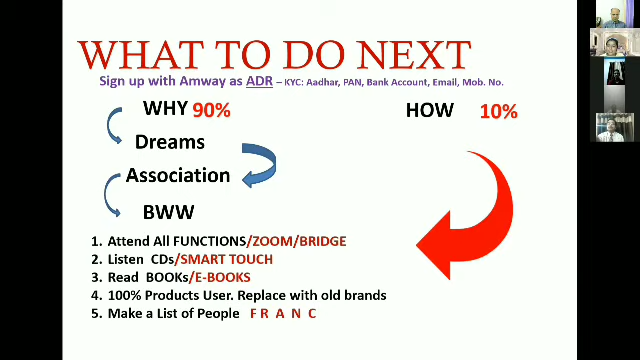 WHAT TO DO NEXT
Sign up with Amway as ADR – KYC: Aadhar, PAN, Bank Account, Email, Mob. No.
WHY 90%
HOW 10%
Dreams
Association
BWW
1. Attend All FUNCTIONS/ZOOM/BRIDGE
2. Listen CDs/SMART TOUCH
3. Read BOOKs/E-BOOKS
4. 100% Products User. Replace with old brands
5. Make a List of People F R A N C